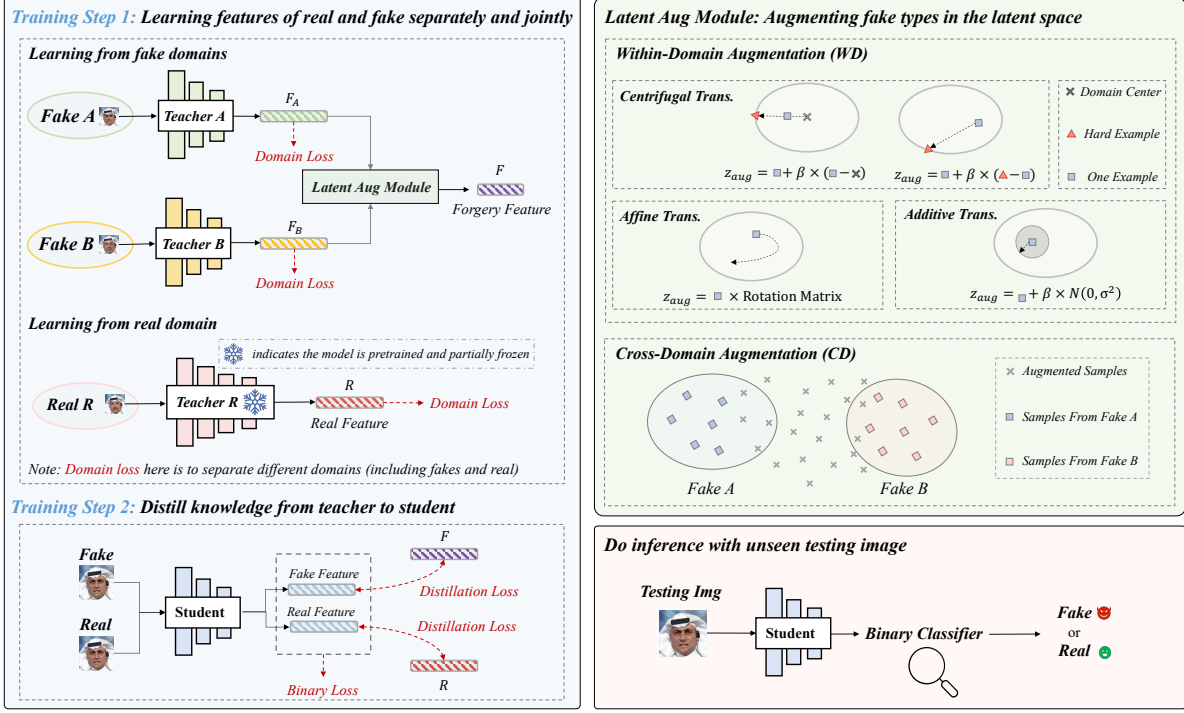 Training Step 1: Learning features of real and fake separately and jointly
Learning from fake domains
Fake A
Teacher A
F_A
Domain Loss
Latent Aug Module
F
Forgery Feature
Fake B
Teacher B
F_B
Domain Loss
Learning from real domain
indicates the model is pretrained and partially frozen
Real R
Teacher R
R
Real Feature
Domain Loss
Note: Domain loss here is to separate different domains (including fakes and real)
Training Step 2: Distill knowledge from teacher to student
Fake
Real
Student
Fake Feature
Real Feature
Binary Loss
F
Distillation Loss
Distillation Loss
R
Latent Aug Module: Augmenting fake types in the latent space
Within-Domain Augmentation (WD)
Centrifugal Trans.
z_aug = + β × ( - )
z_aug = + β × ( - )
Domain Center
Hard Example
One Example
Affine Trans.
z_aug = × Rotation Matrix
Additive Trans.
z_aug = + β × N(0, σ²)
Cross-Domain Augmentation (CD)
Fake A
Fake B
Augmented Samples
Samples From Fake A
Samples From Fake B
Do inference with unseen testing image
Testing Img
Student
Binary Classifier
Fake
or
Real